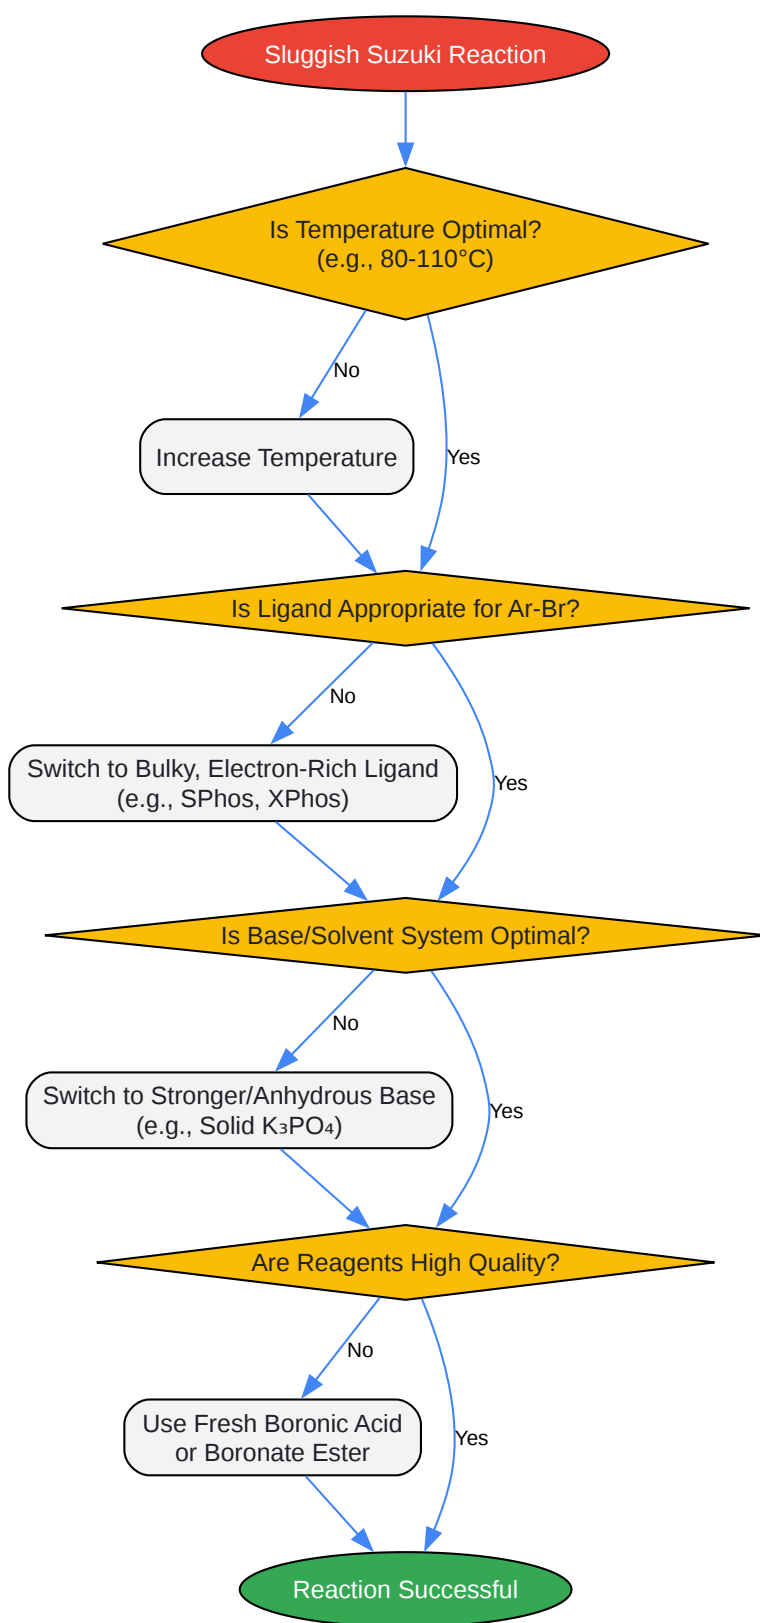 Sluggish Suzuki Reaction
Is Temperature Optimal?
(e.g., 80-110°C)
No
Increase Temperature
Yes
Is Ligand Appropriate for Ar-Br?
No
Switch to Bulky, Electron-Rich Ligand
(e.g., SPhos, XPhos)
Yes
Is Base/Solvent System Optimal?
No
Switch to Stronger/Anhydrous Base
(e.g., Solid K₃PO₄)
Yes
Are Reagents High Quality?
No
Use Fresh Boronic Acid
or Boronate Ester
Yes
Reaction Successful